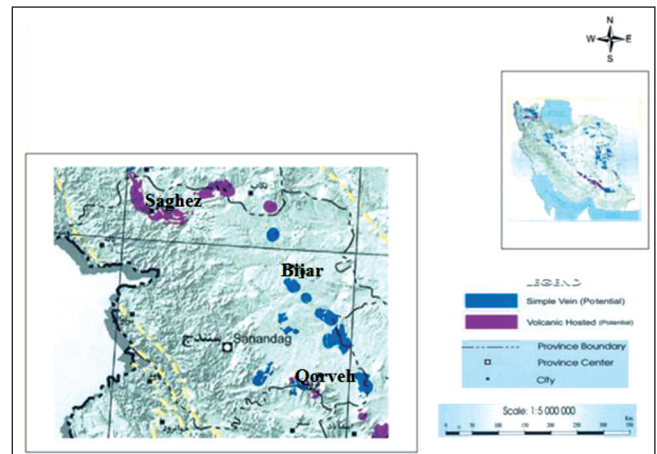 N
W E
S
Saghez
Bijar
سنندج
Sanandag
Qorveh
LEGEND
Simple Vein (Potential)
Volcanic Hosted (Potential)
Province Boundary
Province Center
City
Scale: 1:5 000 000
Km.